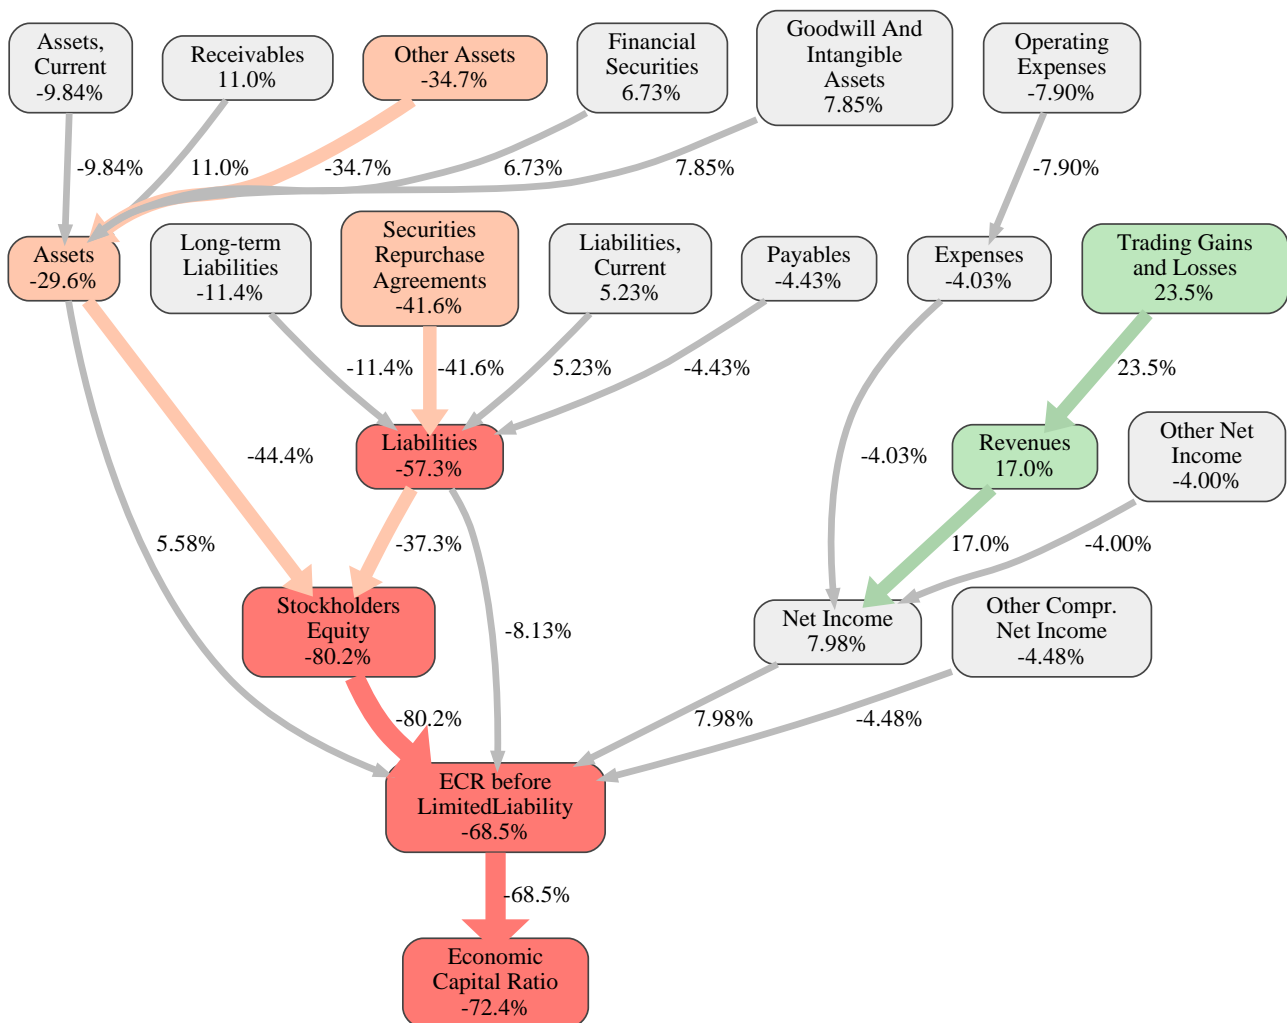 Assets,
Current
-9.84%
Receivables
11.0%
Other Assets
-34.7%
Financial
Securities
6.73%
Goodwill And
Intangible
Assets
7.85%
Operating
Expenses
-7.90%
-9.84%
11.0%
-34.7%
6.73%
7.85%
-7.90%
Assets
-29.6%
Long-term
Liabilities
-11.4%
Securities
Repurchase
Agreements
-41.6%
Liabilities,
Current
5.23%
Payables
-4.43%
Expenses
-4.03%
Trading Gains
and Losses
23.5%
-11.4%
-41.6%
5.23%
-4.43%
23.5%
Liabilities
-57.3%
Revenues
17.0%
Other Net
Income
-4.00%
-44.4%
-4.03%
5.58%
-37.3%
17.0%
-4.00%
Stockholders
Equity
-80.2%
-8.13%
Net Income
7.98%
Other Compr.
Net Income
-4.48%
-80.2%
7.98%
-4.48%
ECR before
LimitedLiability
-68.5%
-68.5%
Economic
Capital Ratio
-72.4%